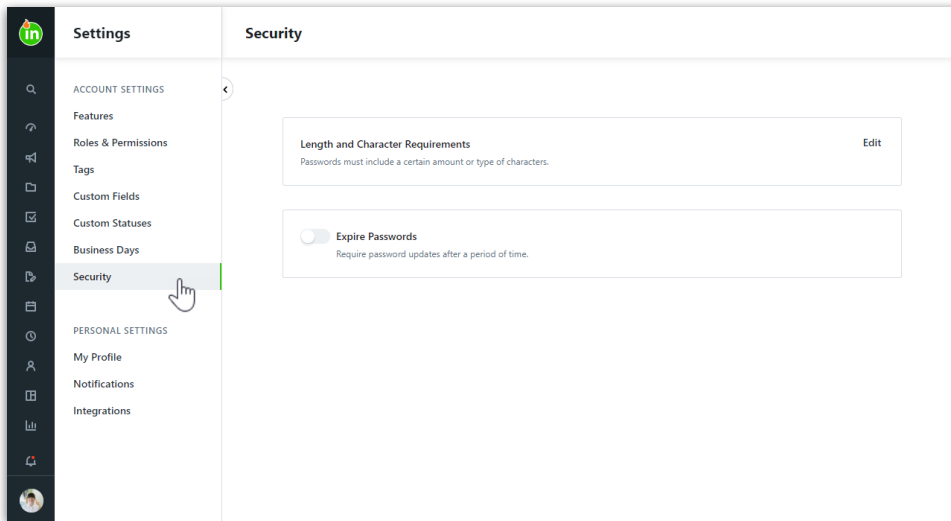 in
Settings
Security
ACCOUNT SETTINGS
Features
Roles & Permissions
Tags
Custom Fields
Custom Statuses
Business Days
Security
PERSONAL SETTINGS
My Profile
Notifications
Integrations
Length and Character Requirements
Edit
Passwords must include a certain amount or type of characters.
Expire Passwords
Require password updates after a period of time.